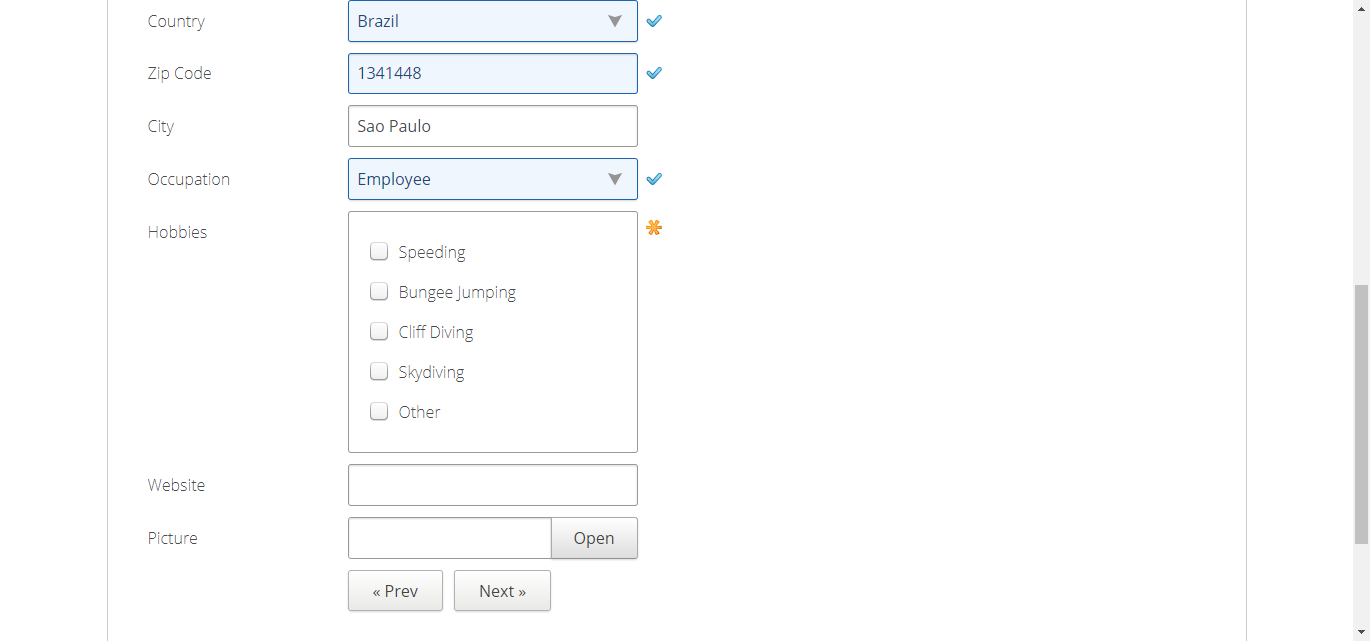 Country Brazil
Zip Code 1341448
City Sao Paulo
Occupation Employee
Hobbies
Speeding
Bungee Jumping
Cliff Diving
Skydiving
Other
Website
Picture Open
« Prev Next »